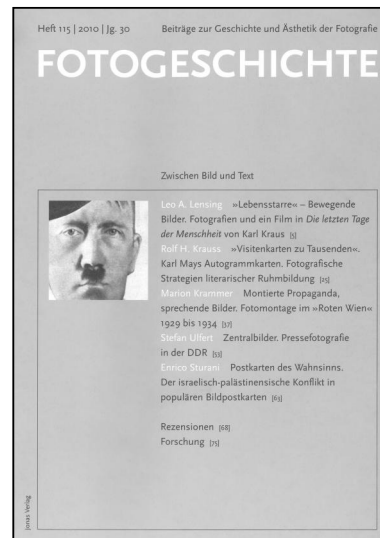 Heft 115 | 2010 | Jg. 30 Beiträge zur Geschichte und Ästhetik der Fotografie
FOTOGESCHICHTE
Zwischen Bild und Text
Leo A. Lensing »Lebensstarre« – Bewegende
Bilder. Fotografien und ein Film in Die letzten Tage
der Menschheit von Karl Kraus [5]
Rolf H. Krauss »Visitenkarten zu Tausenden«.
Karl Mays Autogrammkarten. Fotografische
Strategien literarischer Ruhmbildung [25]
Marion Krammer Montierte Propaganda,
sprechende Bilder. Fotomontage im »Roten Wien«
1929 bis 1934 [37]
Stefan Ulfert Zentralbilder. Pressefotografie
in der DDR [53]
Enrico Sturani Postkarten des Wahnsinns.
Der israelisch-palästinensische Konflikt in
populären Bildpostkarten [63]
Rezensionen [68]
Forschung [75]
Jonas Verlag